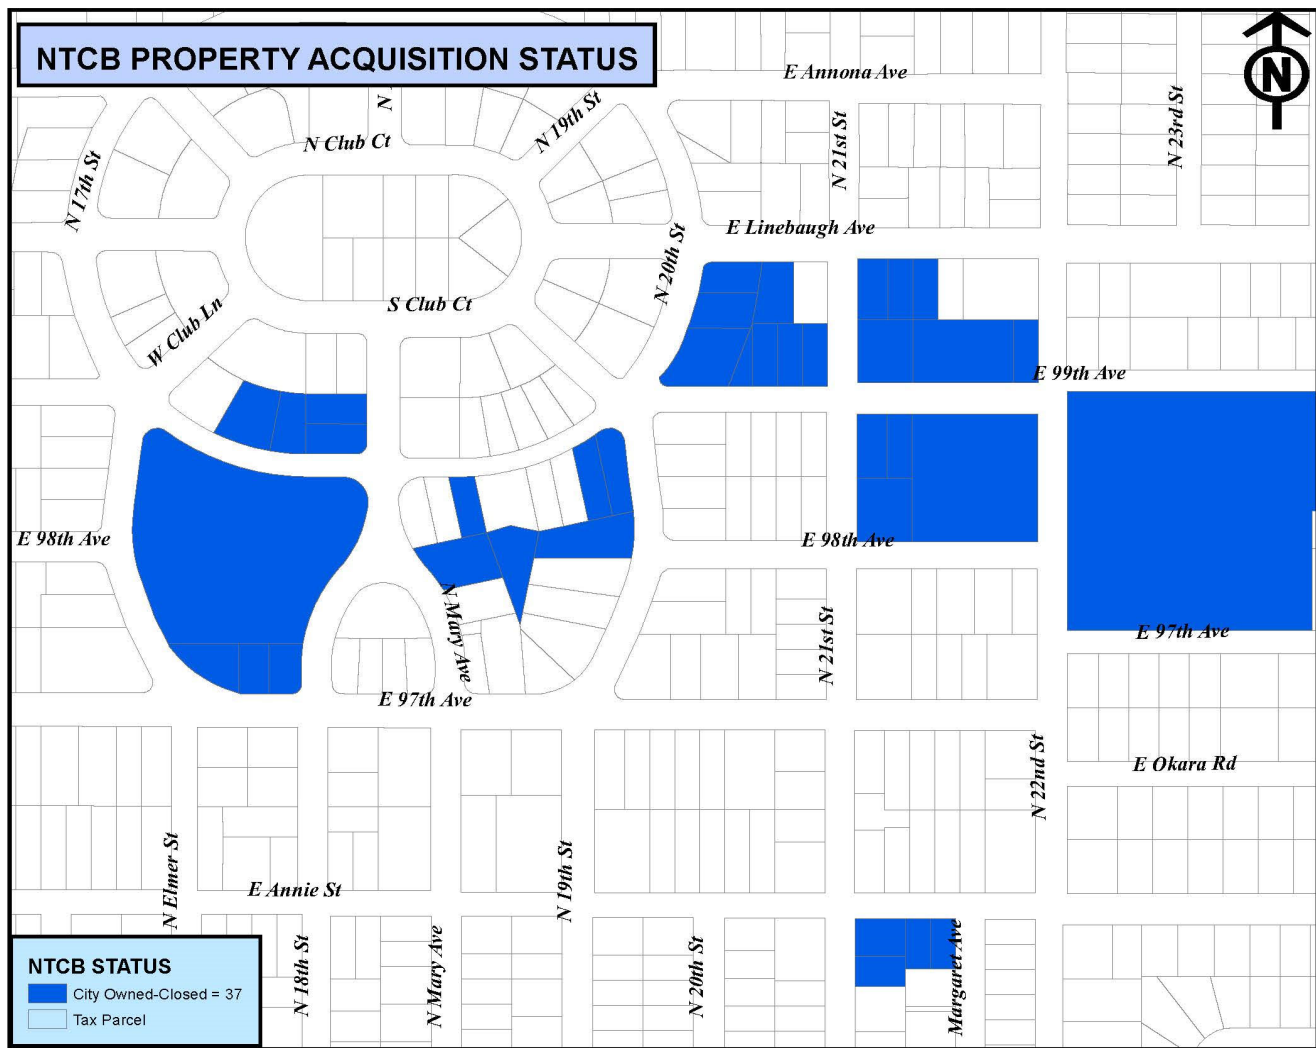 NTCB PROPERTY ACQUISITION STATUS
E Annona Ave
N
N 19th St
N 21st St
N 23rd St
N Club Ct
N 17th St
E Linebaugh Ave
N 20th St
S Club Ct
W Club Ln
E 99th Ave
E 98th Ave
E 98th Ave
N Mary Ave
N 21st St
E 97th Ave
E 97th Ave
E Okara Rd
N 22nd St
N Elmer St
E Annie St
N 19th St
N 18th St
N Mary Ave
N 20th St
Margaret Ave
NTCB STATUS
City Owned-Closed = 37
Tax Parcel